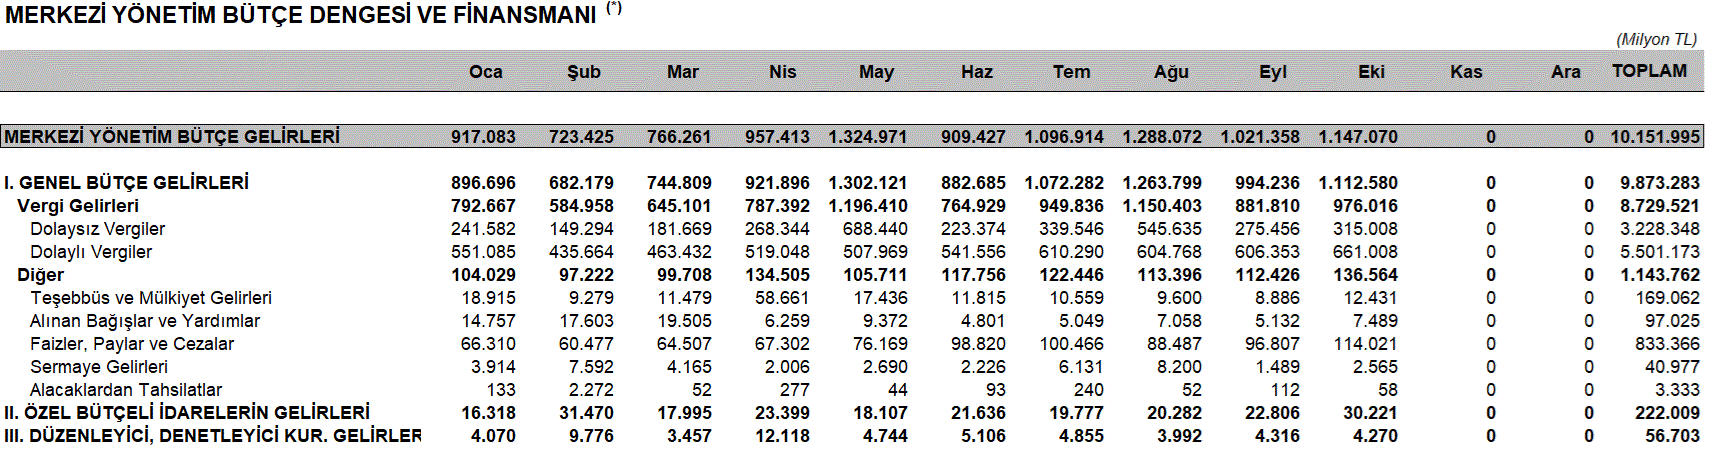 MERKEZİ YÖNETİM BÜTÇE DENGESİ VE FİNANSMANI (*)
(Milyon TL)
Oca Şub Mar Nis May Haz Tem Ağu Eyl Eki Kas Ara TOPLAM
MERKEZİ YÖNETİM BÜTÇE GELİRLERİ 917.083 723.425 766.261 957.413 1.324.971 909.427 1.096.914 1.288.072 1.021.358 1.147.070 0 0 10.151.995
I. GENEL BÜTÇE GELİRLERİ 896.696 682.179 744.809 921.896 1.302.121 882.685 1.072.282 1.263.799 994.236 1.112.580 0 0 9.873.283
Vergi Gelirleri 792.667 584.958 645.101 787.392 1.196.410 764.929 949.836 1.150.403 881.810 976.016 0 0 8.729.521
Dolaysız Vergiler 241.582 149.294 181.669 268.344 688.440 223.374 339.546 545.635 275.456 315.008 0 0 3.228.348
Dolaylı Vergiler 551.085 435.664 463.432 519.048 507.969 541.556 610.290 604.768 606.353 661.008 0 0 5.501.173
Diğer 104.029 97.222 99.708 134.505 105.711 117.756 122.446 113.396 112.426 136.564 0 0 1.143.762
Teşebbüs ve Mülkiyet Gelirleri 18.915 9.279 11.479 58.661 17.436 11.815 10.559 9.600 8.886 12.431 0 0 169.062
Alınan Bağışlar ve Yardımlar 14.757 17.603 19.505 6.259 9.372 4.801 5.049 7.058 5.132 7.489 0 0 97.025
Faizler, Paylar ve Cezalar 66.310 60.477 64.507 67.302 76.169 98.820 100.466 88.487 96.807 114.021 0 0 833.366
Sermaye Gelirleri 3.914 7.592 4.165 2.006 2.690 2.226 6.131 8.200 1.489 2.565 0 0 40.977
Alacaklardan Tahsilatlar 133 2.272 52 277 44 93 240 52 112 58 0 0 3.333
II. ÖZEL BÜTÇELİ İDARELERİN GELİRLERİ 16.318 31.470 17.995 23.399 18.107 21.636 19.777 20.282 22.806 30.221 0 0 222.009
III. DÜZENLEYİCİ, DENETLEYİCİ KUR. GELİRLER 4.070 9.776 3.457 12.118 4.744 5.106 4.855 3.992 4.316 4.270 0 0 56.703